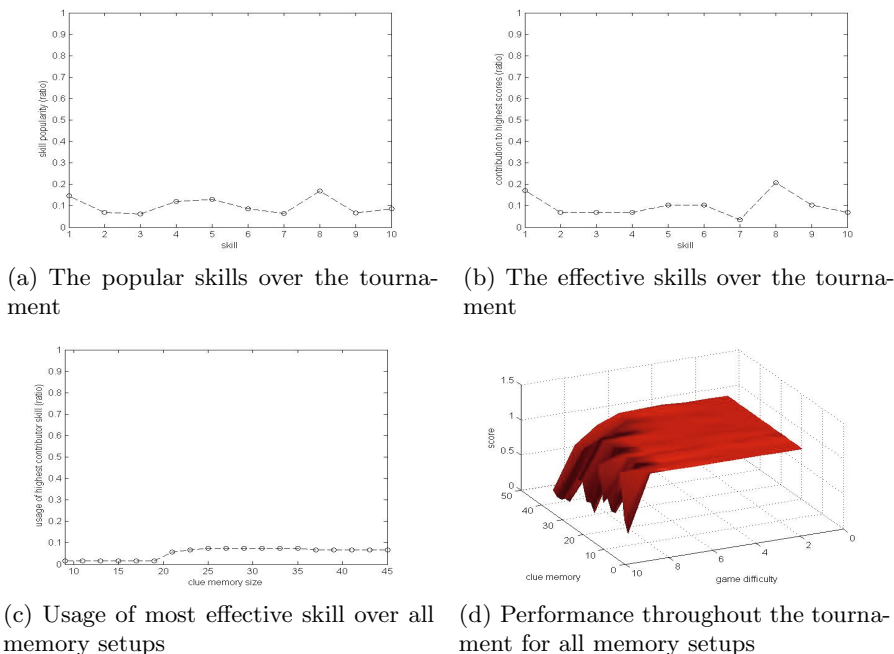 1
0.9
0.8
0.7
0.6
0.5
0.4
0.3
0.2
0.1
0
skill popularity (ratio)
1 2 3 4 5 6 7 8 9 10
skill
(a) The popular skills over the tourna-
ment
1
0.9
0.8
0.7
0.6
0.5
0.4
0.3
0.2
0.1
0
contribution to highest scores (ratio)
1 2 3 4 5 6 7 8 9 10
skill
(b) The effective skills over the tourna-
ment
1
0.9
0.8
0.7
0.6
0.5
0.4
0.3
0.2
0.1
0
usage of highest contributor skill (ratio)
10 15 20 25 30 35 40 45
clue memory size
(c) Usage of most effective skill over all
memory setups
1.5
1
0.5
0
score
50 40 30 20 10 0
clue memory
10 8 6 4 2 0
game difficulty
(d) Performance throughout the tourna-
ment for all memory setups